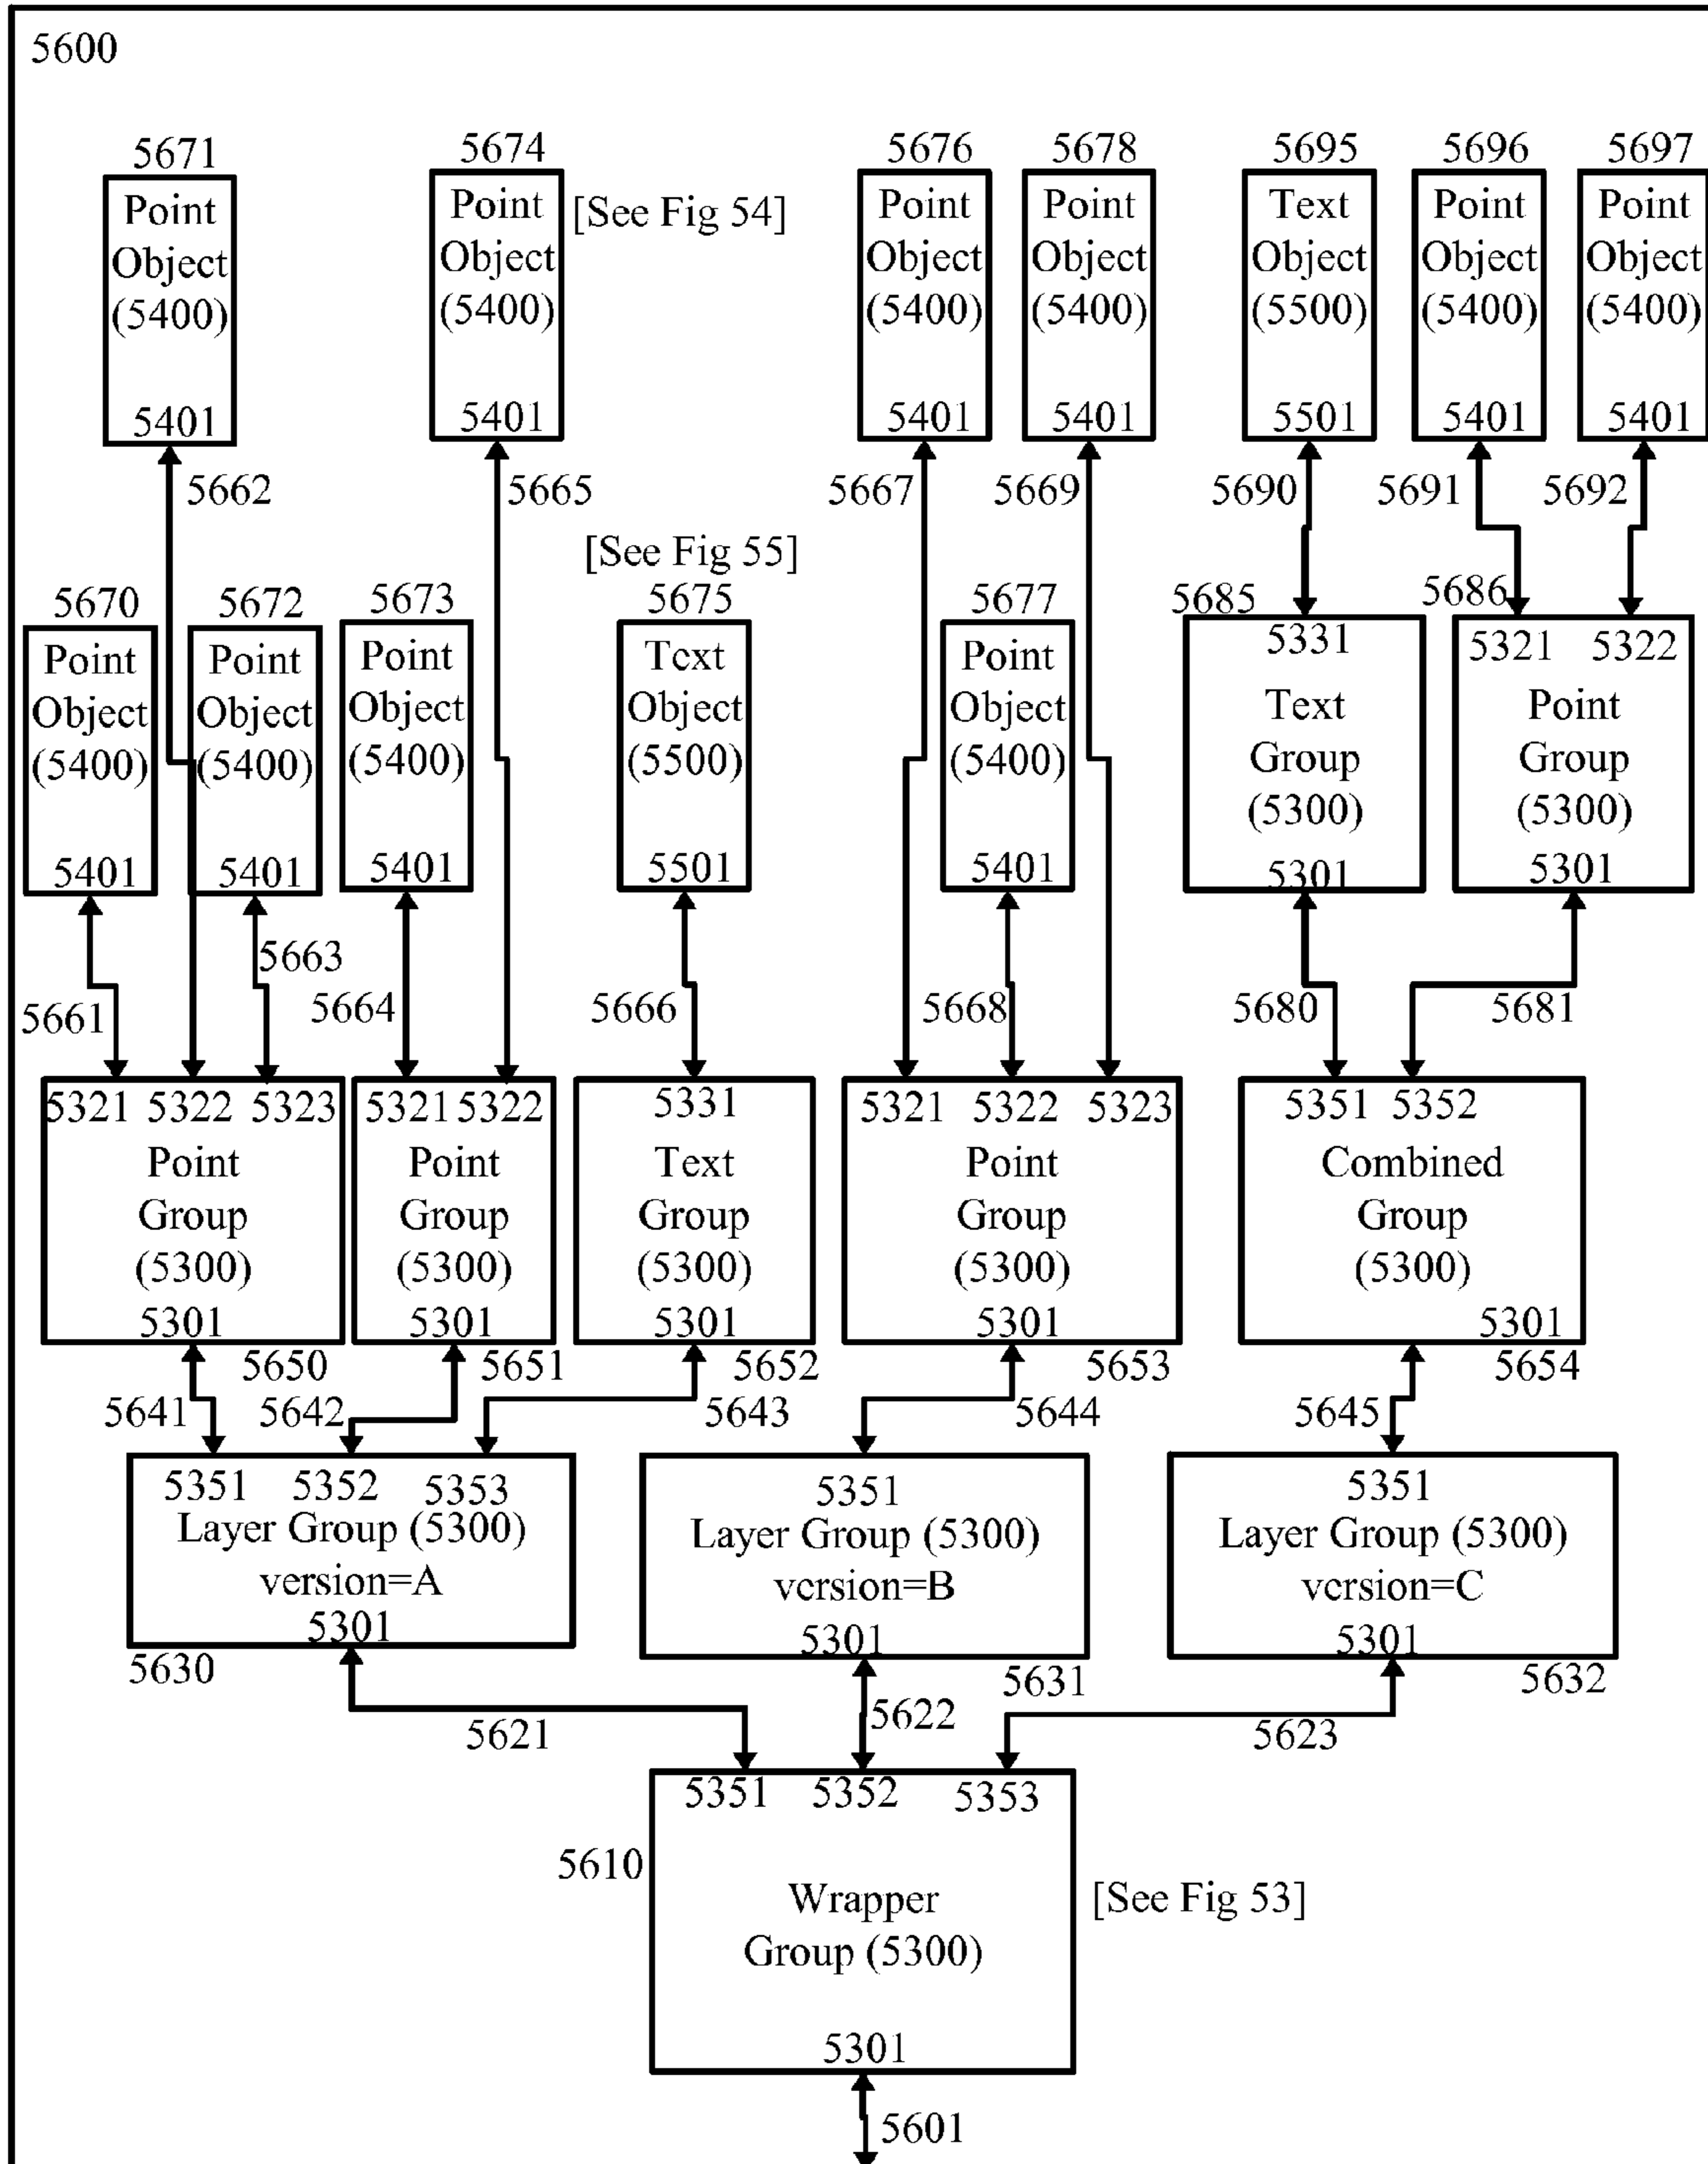 5600
5671
Point
Object
(5400)
5401
5674
Point
Object
(5400)
5401
[See Fig 54]
5676
Point
Object
(5400)
5401
5678
Point
Object
(5400)
5401
5695
Text
Object
(5500)
5501
5696
Point
Object
(5400)
5401
5697
Point
Object
(5400)
5401
5662
5665
5667
5669
5690
5691
5692
[See Fig 55]
5670
Point
Object
(5400)
5401
5672
Point
Object
(5400)
5401
5673
Point
Object
(5400)
5401
5675
Text
Object
(5500)
5501
5677
Point
Object
(5400)
5401
5685
5331
Text
Group
(5300)
5301
5686
5321 5322
Point
Group
(5300)
5301
5661
5663
5664
5666
5668
5680
5681
5321 5322 5323
Point
Group
(5300)
5301
5650
5321 5322
Point
Group
(5300)
5301
5651
5331
Text
Group
(5300)
5301
5652
5321 5322 5323
Point
Group
(5300)
5301
5653
5351 5352
Combined
Group
(5300)
5301
5654
5641
5642
5643
5644
5645
5351 5352 5353
Layer Group (5300)
version=A
5301
5630
5351
Layer Group (5300)
version=B
5301
5631
5351
Layer Group (5300)
version=C
5301
5632
5621
5622
5623
5351 5352 5353
5610
Wrapper
Group (5300)
5301
[See Fig 53]
5601